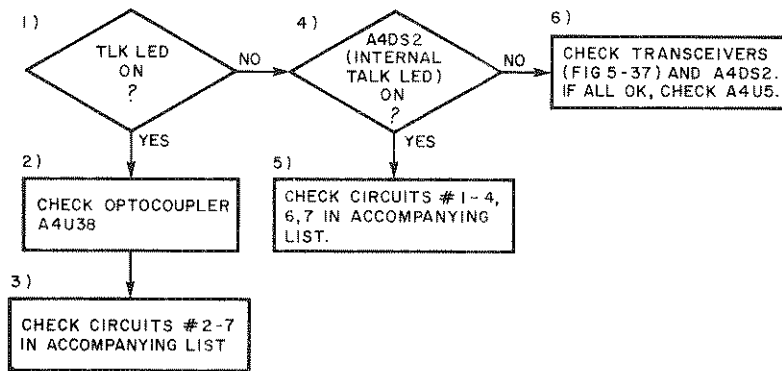 1)
TLK LED
ON
?
NO
YES
2)
CHECK OPTOCOUPLER
A4U38
3)
CHECK CIRCUITS #2-7
IN ACCOMPANYING LIST
4)
A4DS2
(INTERNAL
TALK LED)
ON
?
NO
YES
5)
CHECK CIRCUITS #1-4,
6,7 IN ACCOMPANYING
LIST.
6)
CHECK TRANSCEIVERS
(FIG 5-37) AND A4DS2.
IF ALL OK, CHECK A4U5.